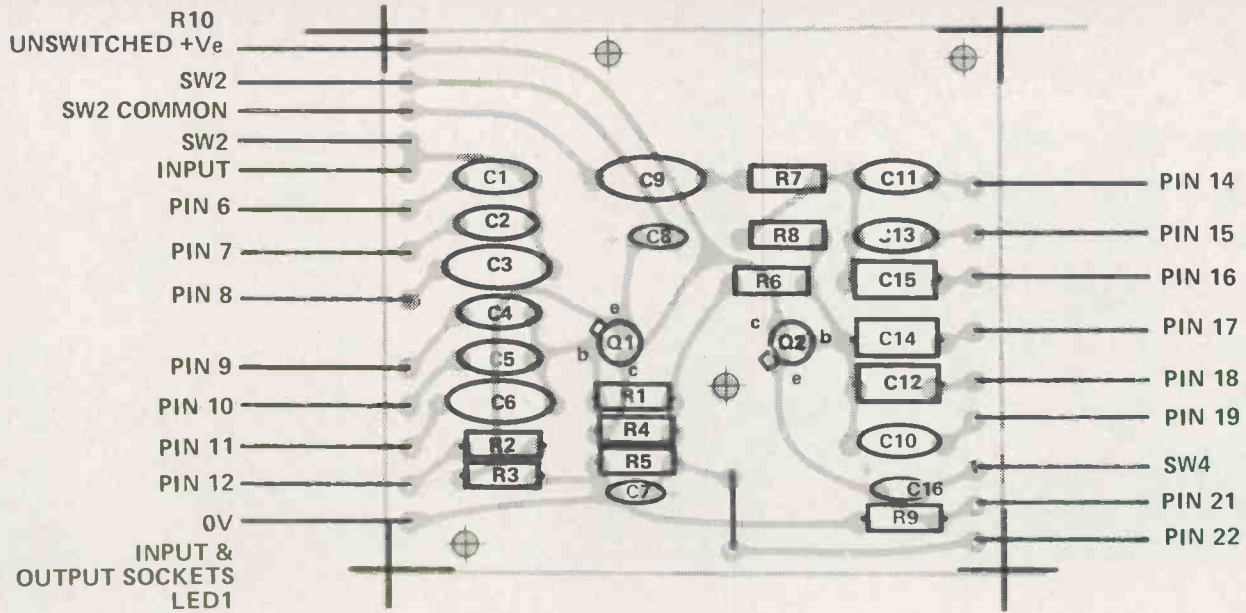 R10
UNSWITCHED +Ve
SW2
SW2 COMMON
SW2
INPUT
PIN 6
PIN 7
PIN 8
PIN 9
PIN 10
PIN 11
PIN 12
0V
INPUT &
OUTPUT SOCKETS
LED1
C1
C2
C3
C4
C5
C6
R2
R3
C9
C8
e
Q1
b
c
R1
R4
R5
C7
R7
R8
R6
c
Q2
b
e
C11
C13
C15
C14
C12
C10
C16
R9
PIN 14
PIN 15
PIN 16
PIN 17
PIN 18
PIN 19
SW4
PIN 21
PIN 22